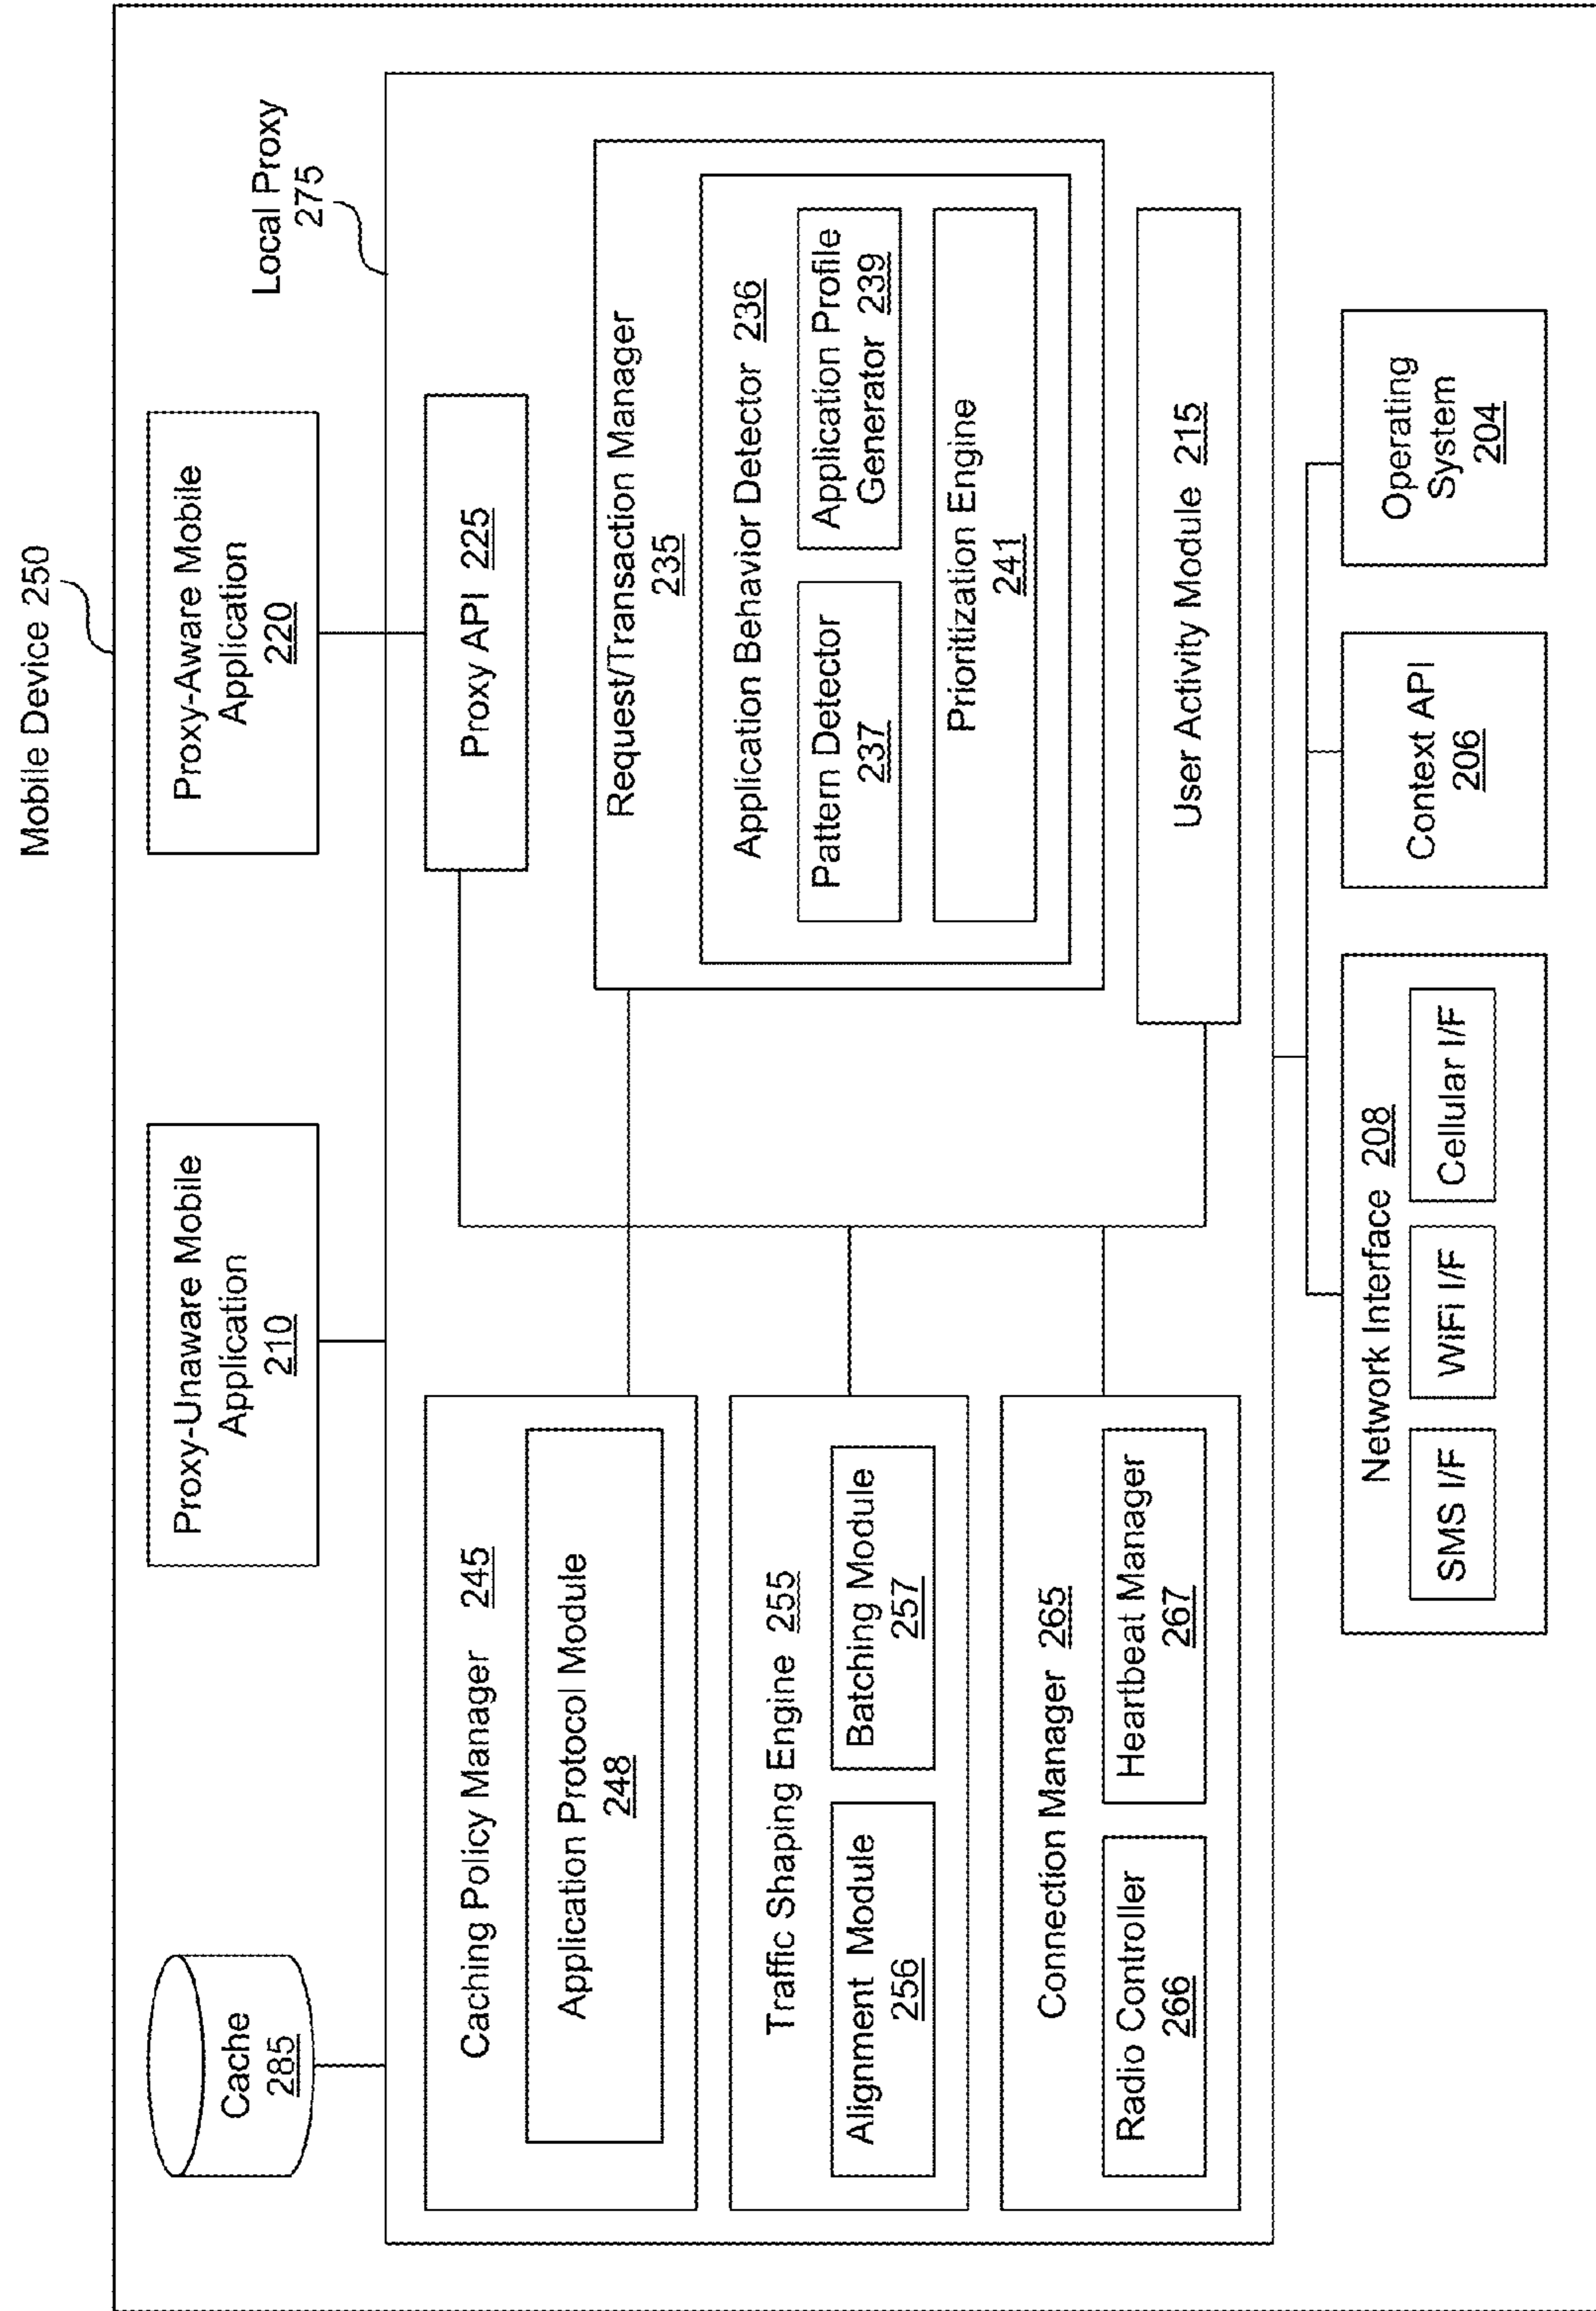 Mobile Device 250
Cache
285
Proxy-Unaware Mobile
Application
210
Proxy-Aware Mobile
Application
220
Local Proxy
275
Caching Policy Manager 245
Application Protocol Module
248
Traffic Shaping Engine 255
Alignment Module
256
Batching Module
257
Connection Manager 265
Radio Controller
266
Heartbeat Manager
267
Proxy API 225
Request/Transaction Manager
235
Application Behavior Detector 236
Pattern Detector
237
Application Profile
Generator 239
Prioritization Engine
241
User Activity Module 215
Network Interface 208
SMS I/F
WiFi I/F
Cellular I/F
Context API
206
Operating
System
204